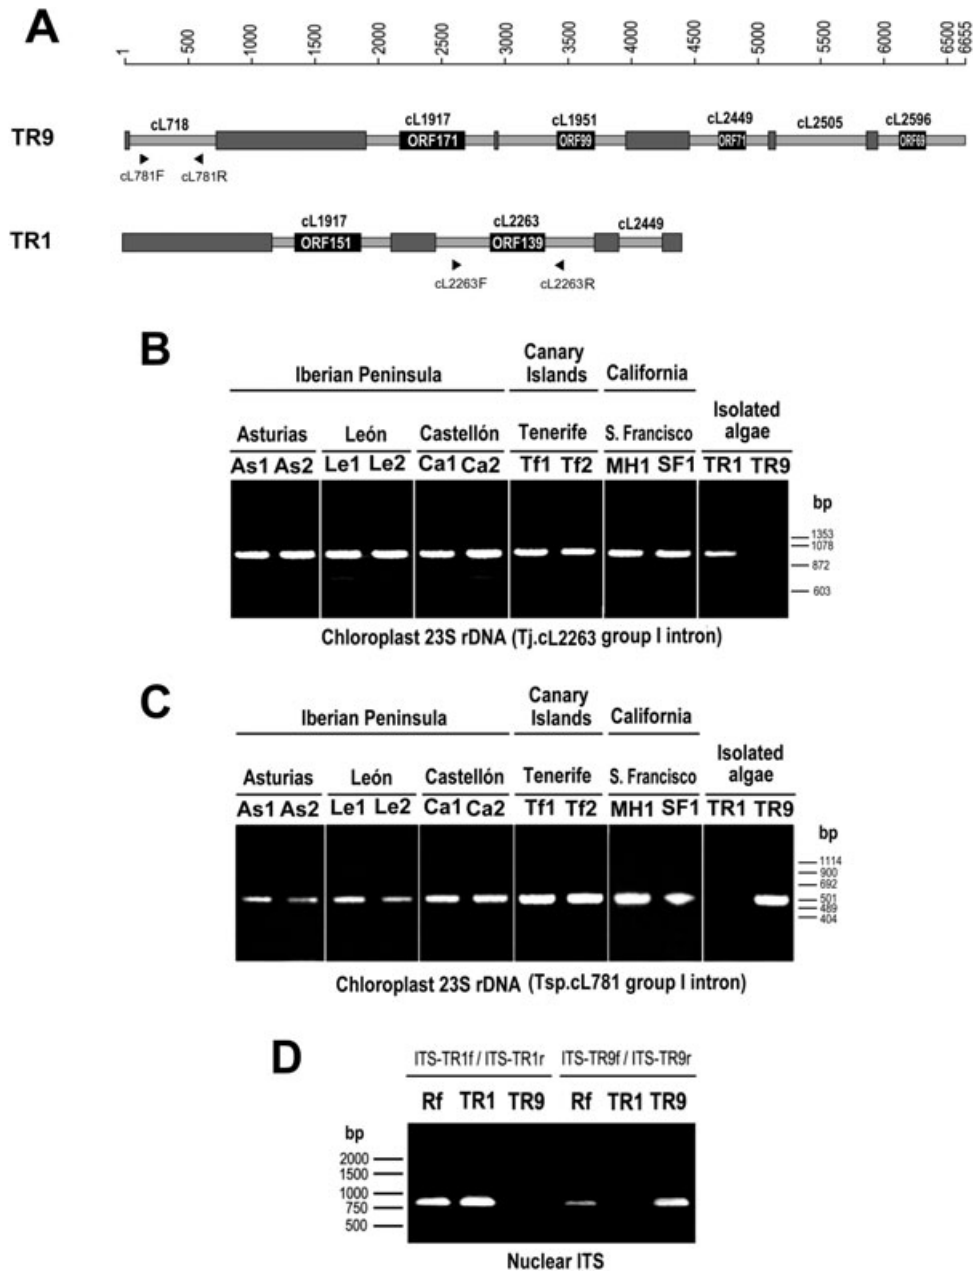 A
1 500 1000 1500 2000 2500 3000 3500 4000 4500 5000 5500 6000 6500 6655
cL718 cL1917 cL1951 cL2449 cL2505 cL2596
TR9 ORF171 ORF99 ORF71 ORF69
cL781F cL781R
cL1917 cL2263 cL2449
TR1 ORF151 ORF139
cL2263F cL2263R
B
Iberian Peninsula Canary Islands California
Asturias León Castellón Tenerife S. Francisco Isolated algae
As1 As2 Le1 Le2 Ca1 Ca2 Tf1 Tf2 MH1 SF1 TR1 TR9
bp
1353
1078
872
603
Chloroplast 23S rDNA (Tj.cL2263 group I intron)
C
Iberian Peninsula Canary Islands California
Asturias León Castellón Tenerife S. Francisco Isolated algae
As1 As2 Le1 Le2 Ca1 Ca2 Tf1 Tf2 MH1 SF1 TR1 TR9
bp
1114
900
692
501
489
404
Chloroplast 23S rDNA (Tsp.cL781 group I intron)
D
ITS-TR1f / ITS-TR1r ITS-TR9f / ITS-TR9r
Rf TR1 TR9 Rf TR1 TR9
bp
2000
1500
1000
750
500
Nuclear ITS